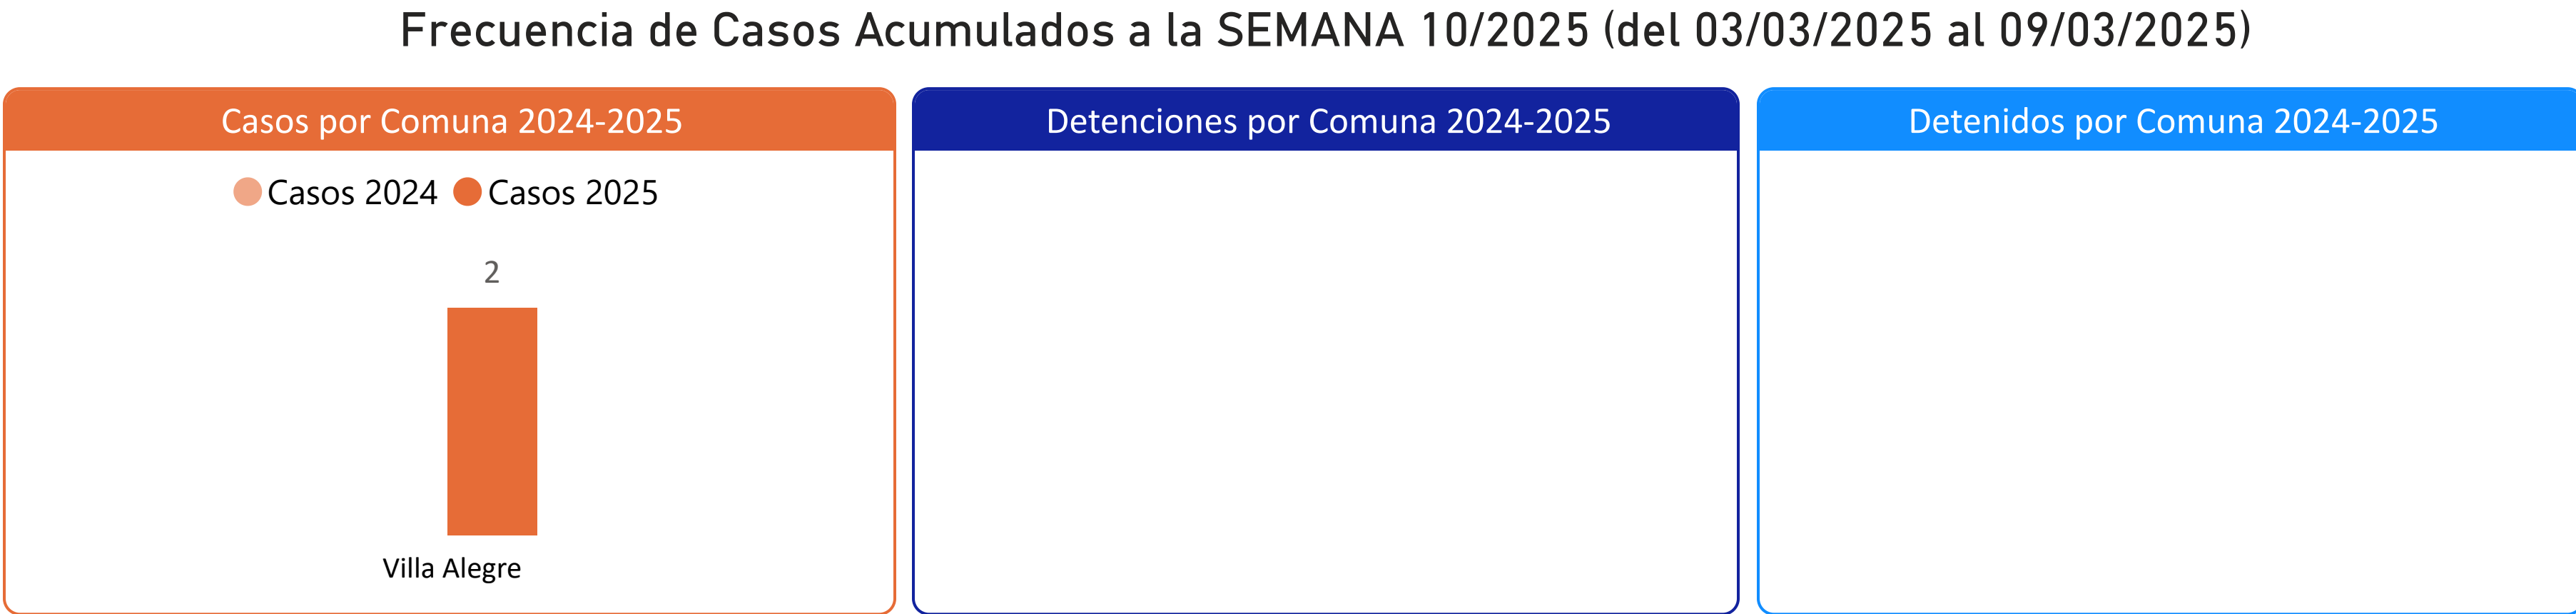 Frecuencia de Casos Acumulados a la SEMANA 10/2025 (del 03/03/2025 al 09/03/2025)
Casos por Comuna 2024-2025
Casos 2024 Casos 2025
2
Villa Alegre
Detenciones por Comuna 2024-2025
Detenidos por Comuna 2024-2025